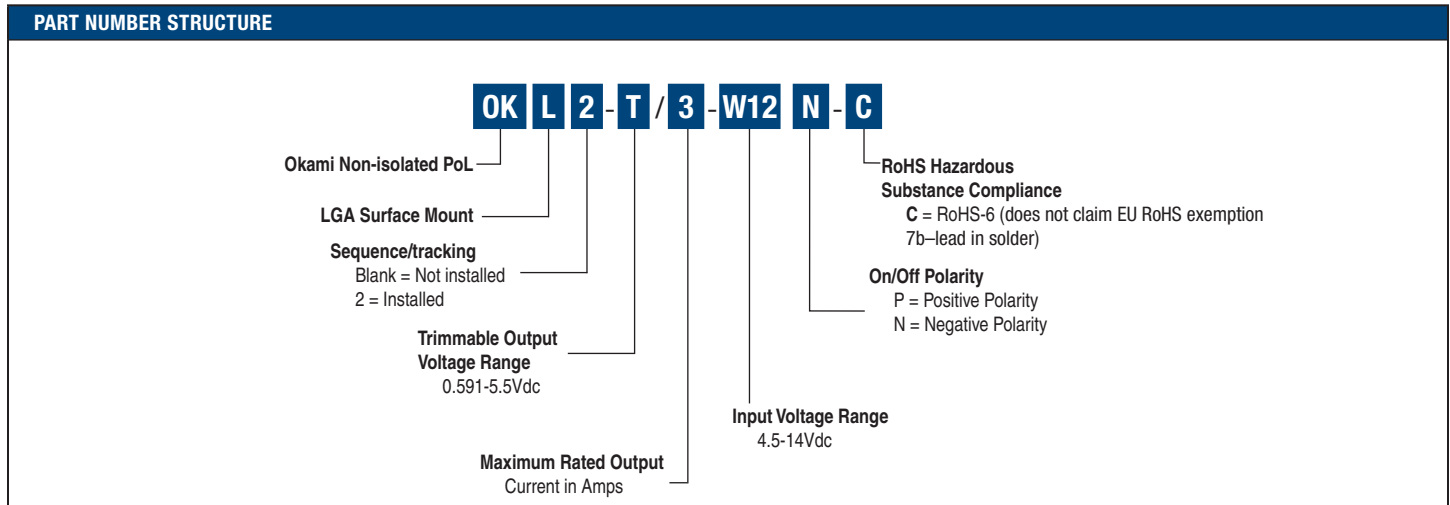 PART NUMBER STRUCTURE
OK L 2 - T / 3 - W12 N - C
Okami Non-isolated PoL
LGA Surface Mount
Sequence/tracking
Blank = Not installed
2 = Installed
Trimmable Output
Voltage Range
0.591-5.5Vdc
Maximum Rated Output
Current in Amps
Input Voltage Range
4.5-14Vdc
On/Off Polarity
P = Positive Polarity
N = Negative Polarity
RoHS Hazardous
Substance Compliance
C = RoHS-6 (does not claim EU RoHS exemption
7b–lead in solder)